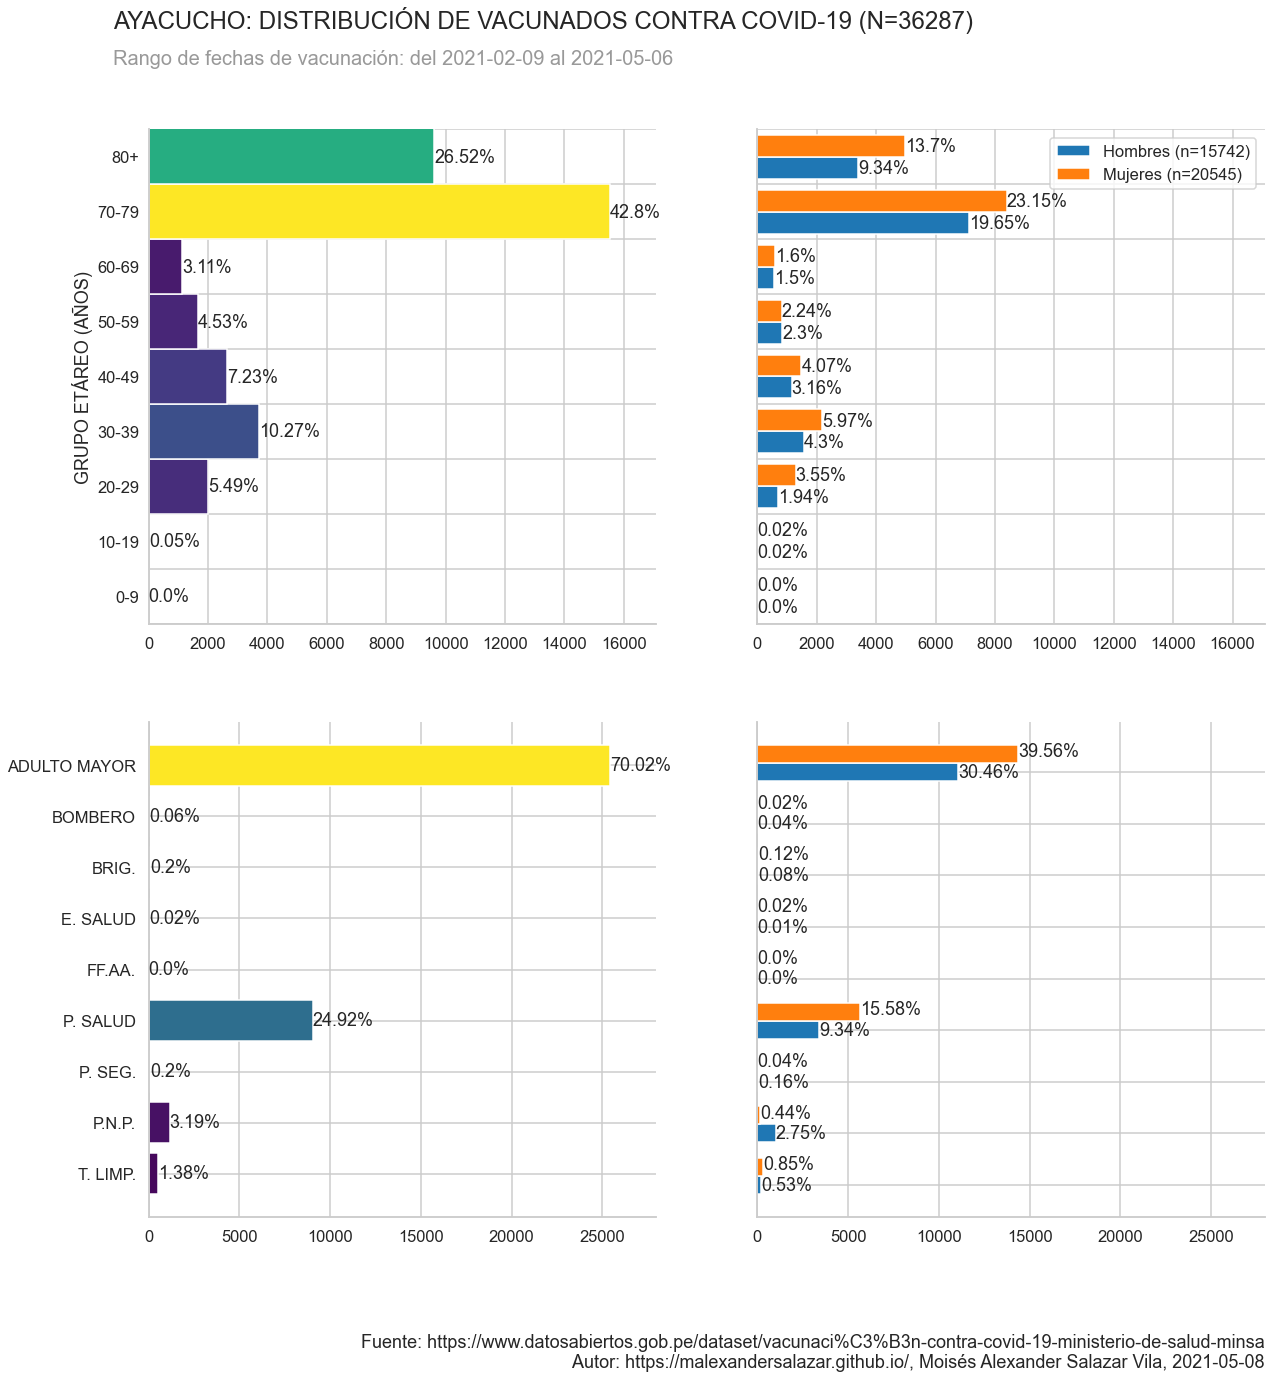 AYACUCHO: DISTRIBUCIÓN DE VACUNADOS CONTRA COVID-19 (N=36287)
Rango de fechas de vacunación: del 2021-02-09 al 2021-05-06
GRUPO ETÁREO (AÑOS)
80+ 26.52%
70-79 42.8%
60-69 3.11%
50-59 4.53%
40-49 7.23%
30-39 10.27%
20-29 5.49%
10-19 0.05%
0-9 0.0%
0 2000 4000 6000 8000 10000 12000 14000 16000
Hombres (n=15742)
Mujeres (n=20545)
13.7%
9.34%
23.15%
19.65%
1.6%
1.5%
2.24%
2.3%
4.07%
3.16%
5.97%
4.3%
3.55%
1.94%
0.02%
0.02%
0.0%
0.0%
0 2000 4000 6000 8000 10000 12000 14000 16000
ADULTO MAYOR 70.02%
BOMBERO 0.06%
BRIG. 0.2%
E. SALUD 0.02%
FF.AA. 0.0%
P. SALUD 24.92%
P. SEG. 0.2%
P.N.P. 3.19%
T. LIMP. 1.38%
0 5000 10000 15000 20000 25000
39.56%
30.46%
0.02%
0.04%
0.12%
0.08%
0.02%
0.01%
0.0%
0.0%
15.58%
9.34%
0.04%
0.16%
0.44%
2.75%
0.85%
0.53%
0 5000 10000 15000 20000 25000
Fuente: https://www.datosabiertos.gob.pe/dataset/vacunaci%C3%B3n-contra-covid-19-ministerio-de-salud-minsa
Autor: https://malexandersalazar.github.io/, Moisés Alexander Salazar Vila, 2021-05-08